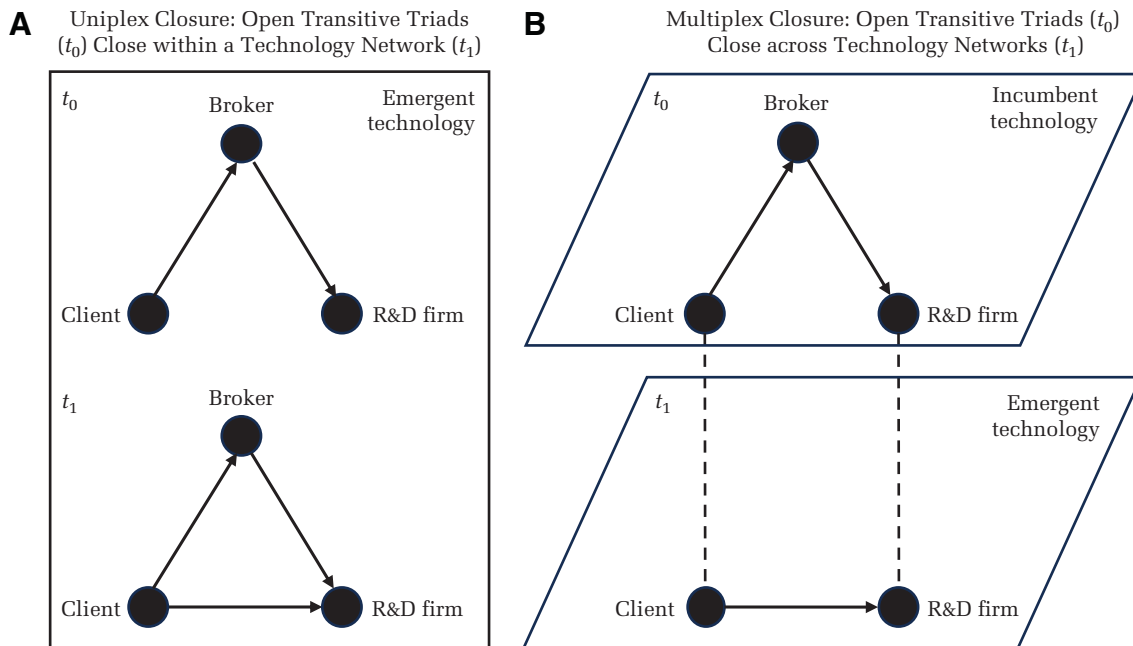 A
Uniplex Closure: Open Transitive Triads
(t0) Close within a Technology Network (t1)
t0
Emergent
technology
Broker
Client
R&D firm
t1
Broker
Client
R&D firm
B
Multiplex Closure: Open Transitive Triads (t0)
Close across Technology Networks (t1)
t0
Incumbent
technology
Broker
Client
R&D firm
t1
Emergent
technology
Client
R&D firm